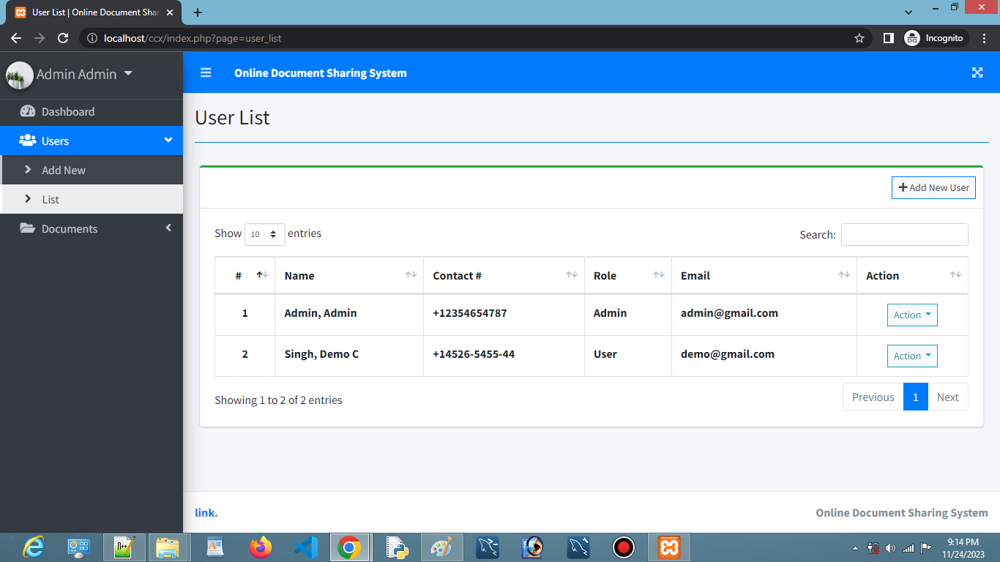 User List | Online Document Shar
localhost/ccx/index.php?page=user_list
Incognito
Admin Admin
Online Document Sharing System
Dashboard
Users
Add New
List
Documents
User List
Add New User
Show 10 entries
Search:
# Name Contact # Role Email Action
1 Admin, Admin +12354654787 Admin admin@gmail.com Action
2 Singh, Demo C +14526-5455-44 User demo@gmail.com Action
Showing 1 to 2 of 2 entries
Previous 1 Next
link.
Online Document Sharing System
9:14 PM
11/24/2023